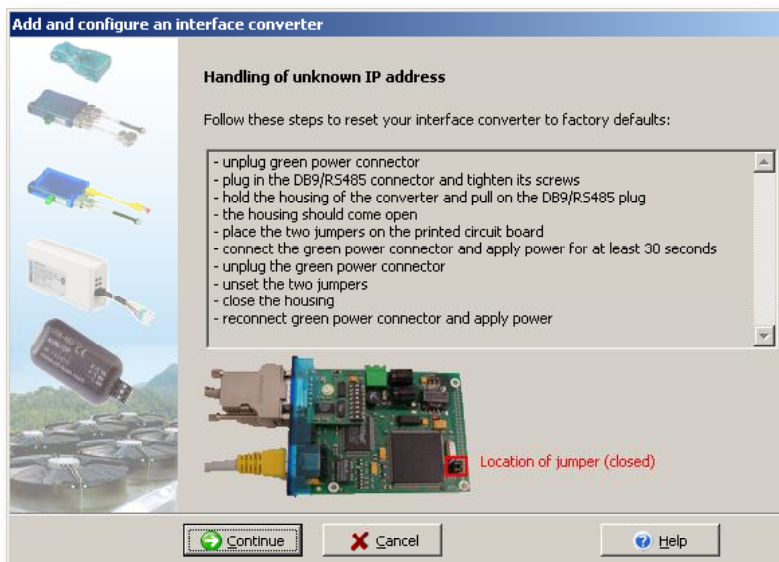 Add and configure an interface converter
Handling of unknown IP address
Follow these steps to reset your interface converter to factory defaults:
- unplug green power connector
- plug in the DB9/RS485 connector and tighten its screws
- hold the housing of the converter and pull on the DB9/RS485 plug
- the housing should come open
- place the two jumpers on the printed circuit board
- connect the green power connector and apply power for at least 30 seconds
- unplug the green power connector
- unset the two jumpers
- close the housing
- reconnect green power connector and apply power
Location of jumper (closed)
Continue
Cancel
Help